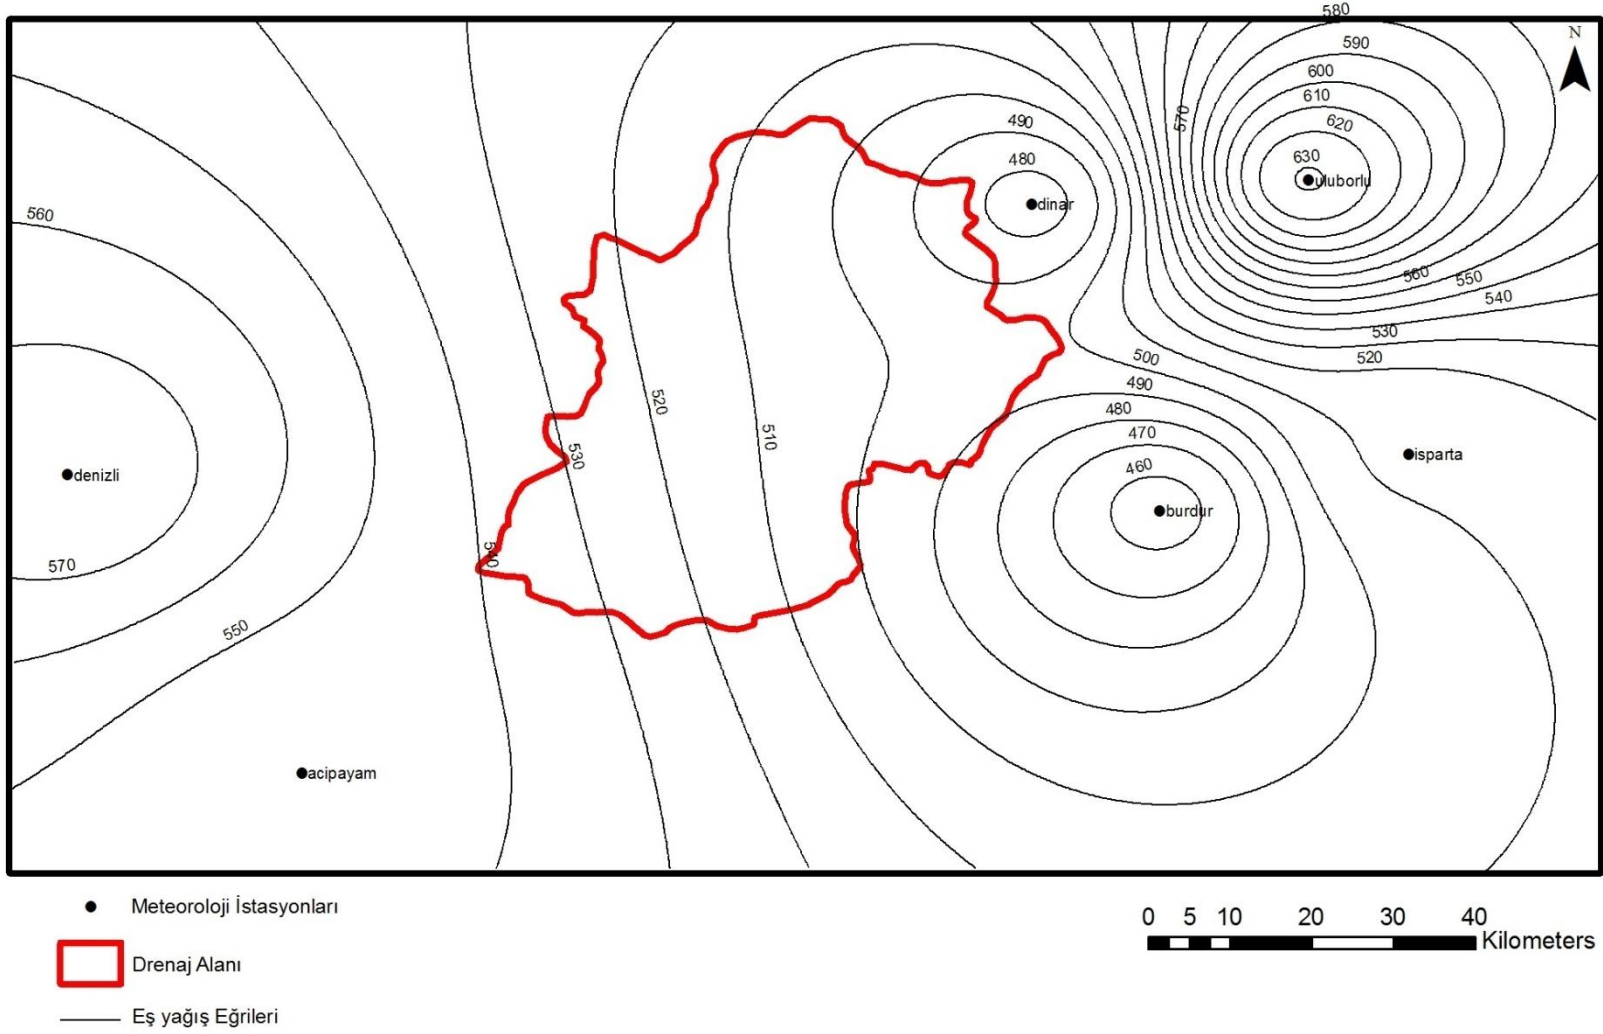 580
N
590
600
610
570
620
490
480
630
uluborlu
dinar
560
560
550
540
530
500
520
490
520
480
510
470
530
isparta
460
denizli
burdur
540
570
550
acipayam
Meteoroloji İstasyonları
0 5 10 20 30 40
Kilometers
Drenaj Alanı
Eş yağış Eğrileri